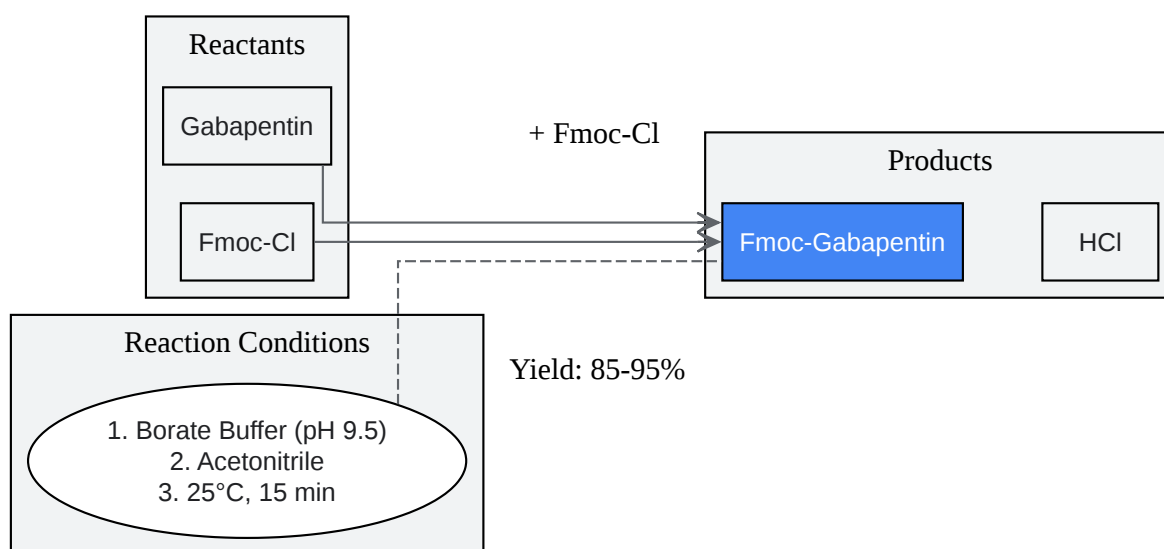 Reactants
Gabapentin
Fmoc-Cl
+ Fmoc-Cl
Products
Fmoc-Gabapentin
HCl
Reaction Conditions
1. Borate Buffer (pH 9.5)
2. Acetonitrile
3. 25°C, 15 min
Yield: 85-95%